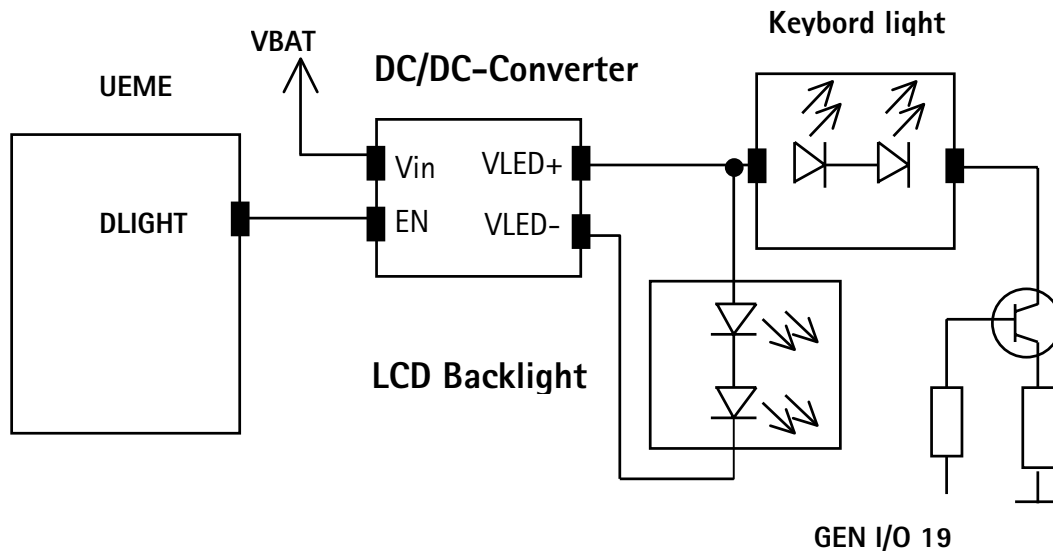 Keybord light
VBAT
DC/DC-Converter
UEME
Vin
VLED+
DLIGHT
EN
VLED-
LCD Backlight
GEN I/O 19